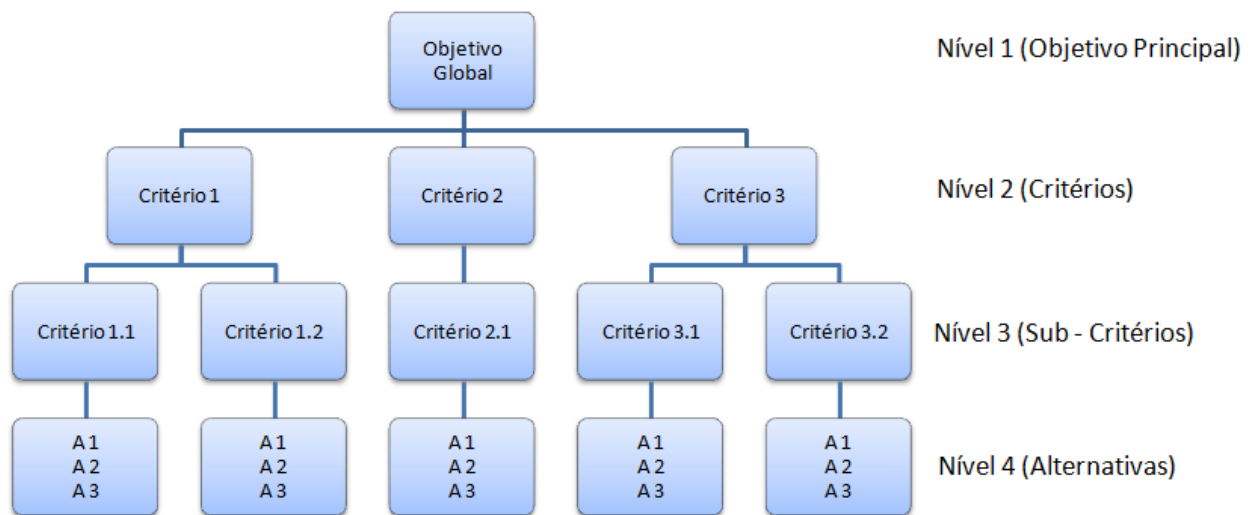 Objetivo
Global
Nível 1 (Objetivo Principal)
Critério 1
Critério 2
Critério 3
Nível 2 (Critérios)
Critério 1.1
Critério 1.2
Critério 2.1
Critério 3.1
Critério 3.2
Nível 3 (Sub - Critérios)
A 1
A 2
A 3
A 1
A 2
A 3
A 1
A 2
A 3
A 1
A 2
A 3
A 1
A 2
A 3
Nível 4 (Alternativas)